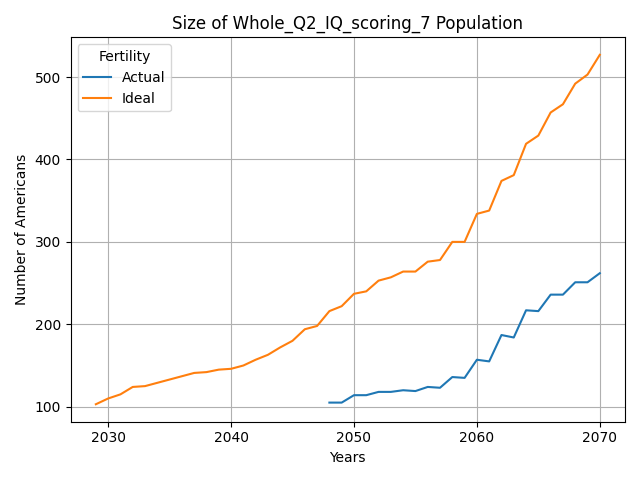 Size of Whole_Q2_IQ_scoring_7 Population
Fertility
Actual
Ideal
Number of Americans
500
400
300
200
100
2030
2040
2050
2060
2070
Years